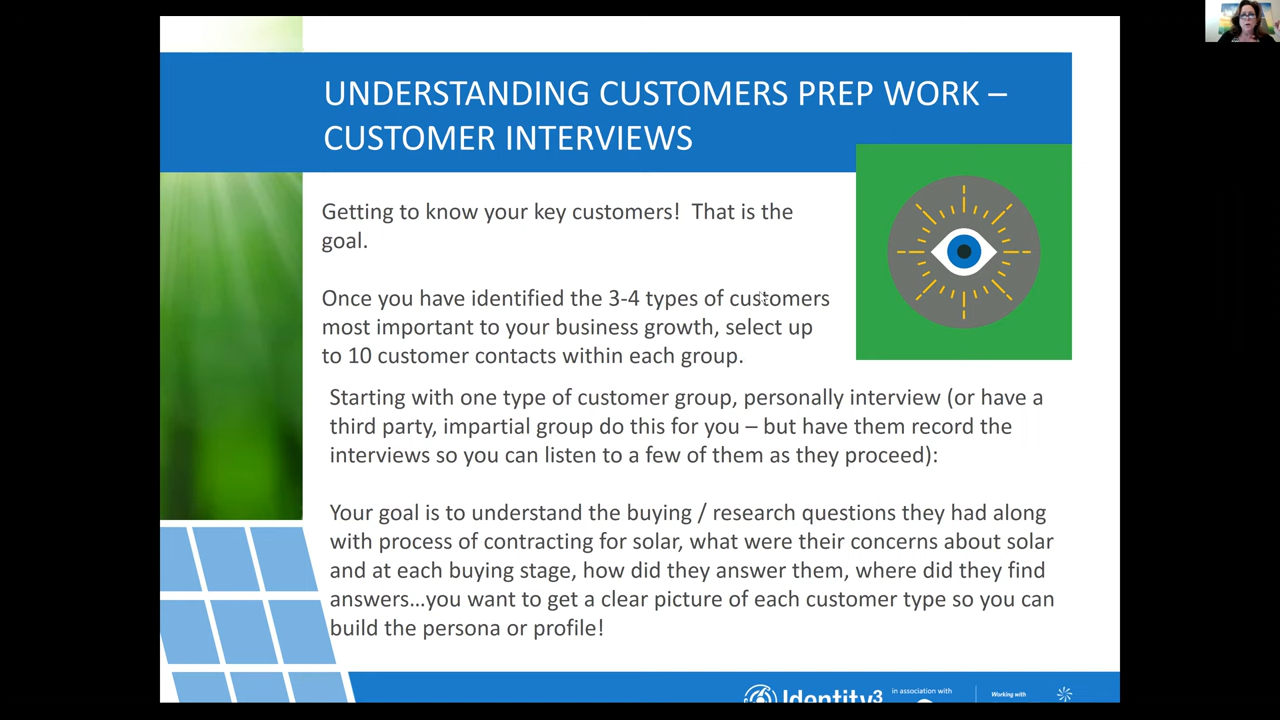 UNDERSTANDING CUSTOMERS PREP WORK –
CUSTOMER INTERVIEWS
Getting to know your key customers!  That is the
goal.
Once you have identified the 3-4 types of customers
most important to your business growth, select up
to 10 customer contacts within each group.
Starting with one type of customer group, personally interview (or have a
third party, impartial group do this for you – but have them record the
interviews so you can listen to a few of them as they proceed):
Your goal is to understand the buying / research questions they had along
with process of contracting for solar, what were their concerns about solar
and at each buying stage, how did they answer them, where did they find
answers…you want to get a clear picture of each customer type so you can
build the persona or profile!
Identity3
in association with
Working with